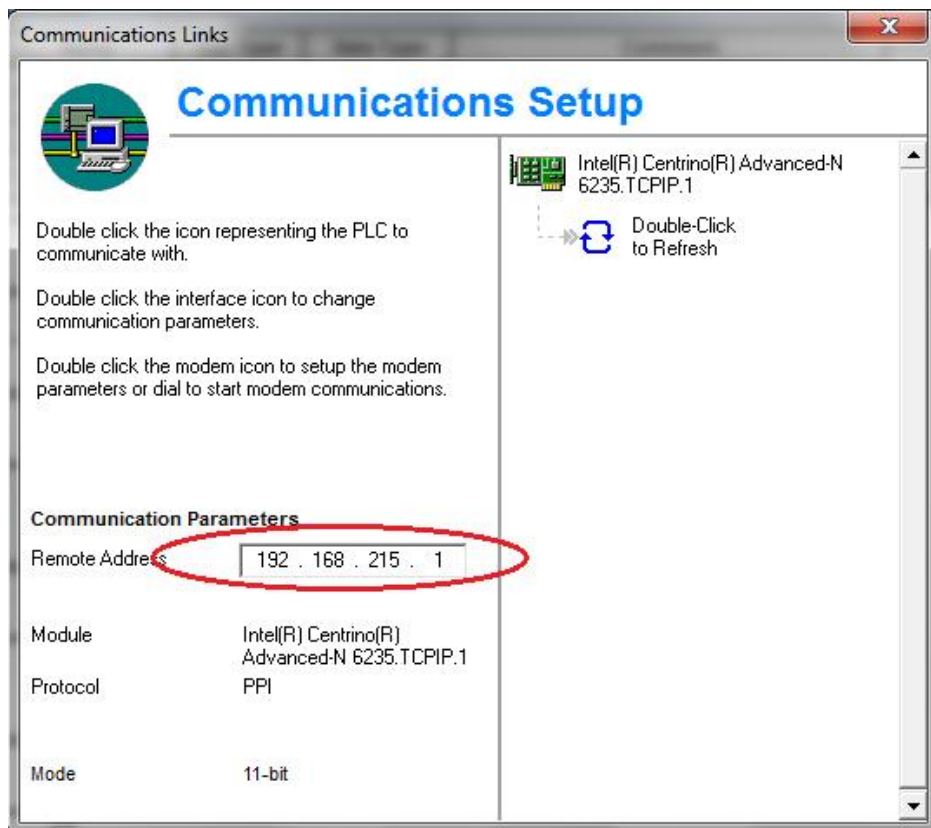 Communications Links
Communications Setup
Double click the icon representing the PLC to
communicate with.
Double click the interface icon to change
communication parameters.
Double click the modem icon to setup the modem
parameters or dial to start modem communications.
Communication Parameters
Remote Address 192 . 168 . 215 . 1
Module Intel(R) Centrino(R)
Advanced-N 6235.TCPIP.1
Protocol PPI
Mode 11-bit
Intel(R) Centrino(R) Advanced-N
6235.TCPIP.1
Double-Click
to Refresh